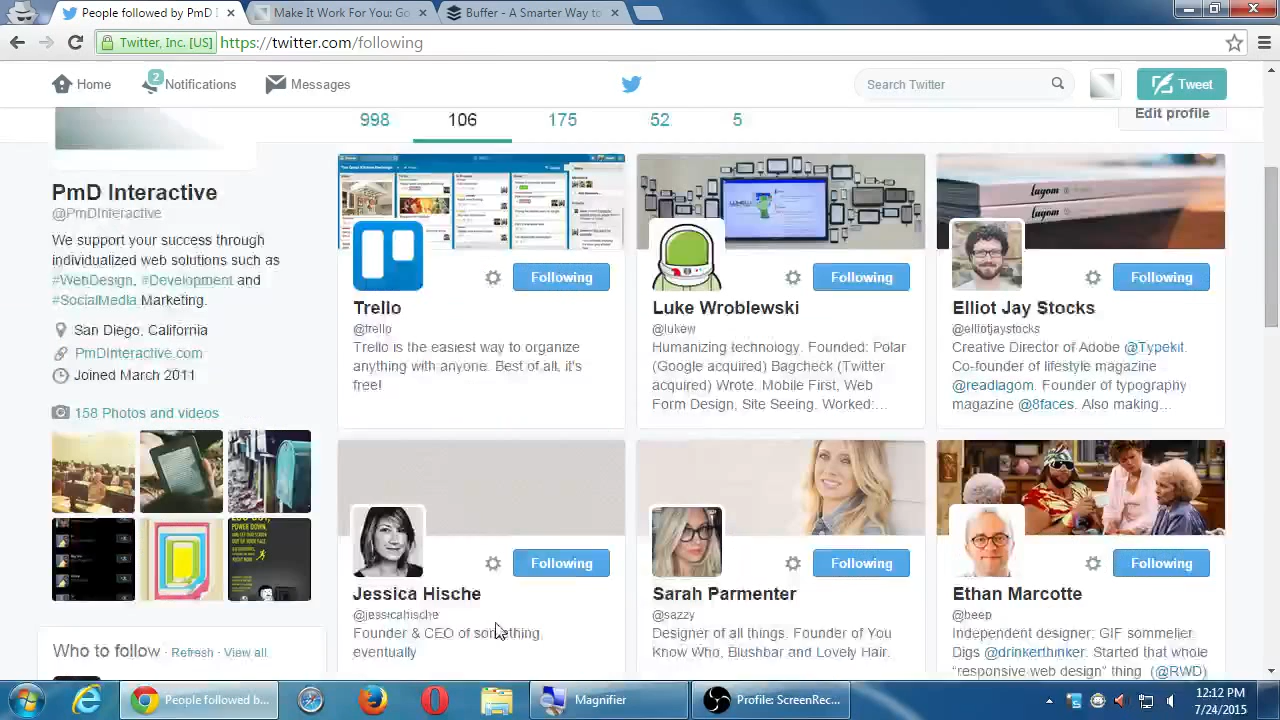 People followed by PmD I
Make It Work For You: Go
Buffer - A Smarter Way to
Twitter, Inc. [US]
https://twitter.com/following
Home
2
Notifications
Messages
Search Twitter
Tweet
998
106
175
52
5
Edit profile
PmD Interactive
@PmDInteractive
We support your success through
individualized web solutions such as
#WebDesign, #Development and
#SocialMedia Marketing.
San Diego, California
PmDInteractive.com
Joined March 2011
158 Photos and videos
Who to follow · Refresh · View all
Following
Trello
@trello
Trello is the easiest way to organize
anything with anyone. Best of all, it's
free!
Following
Luke Wroblewski
@lukew
Humanizing technology. Founded: Polar
(Google acquired) Bagcheck (Twitter
acquired) Wrote: Mobile First, Web
Form Design, Site Seeing. Worked:...
Following
Elliot Jay Stocks
@elliotjaystocks
Creative Director of Adobe @Typekit.
Co-founder of lifestyle magazine
@readlagom. Founder of typography
magazine @8faces. Also making...
Following
Jessica Hische
@jessicahische
Founder & CEO of something,
eventually
Following
Sarah Parmenter
@sazzy
Designer of all things. Founder of You
Know Who, Blushbar and Lovely Hair.
Following
Ethan Marcotte
@beep
Independent designer; GIF sommelier.
Digs @drinkerthinker. Started that whole
“responsive web design” thing. (@RWD)
People followed b...
Magnifier
Profile: ScreenRec...
12:12 PM
7/24/2015